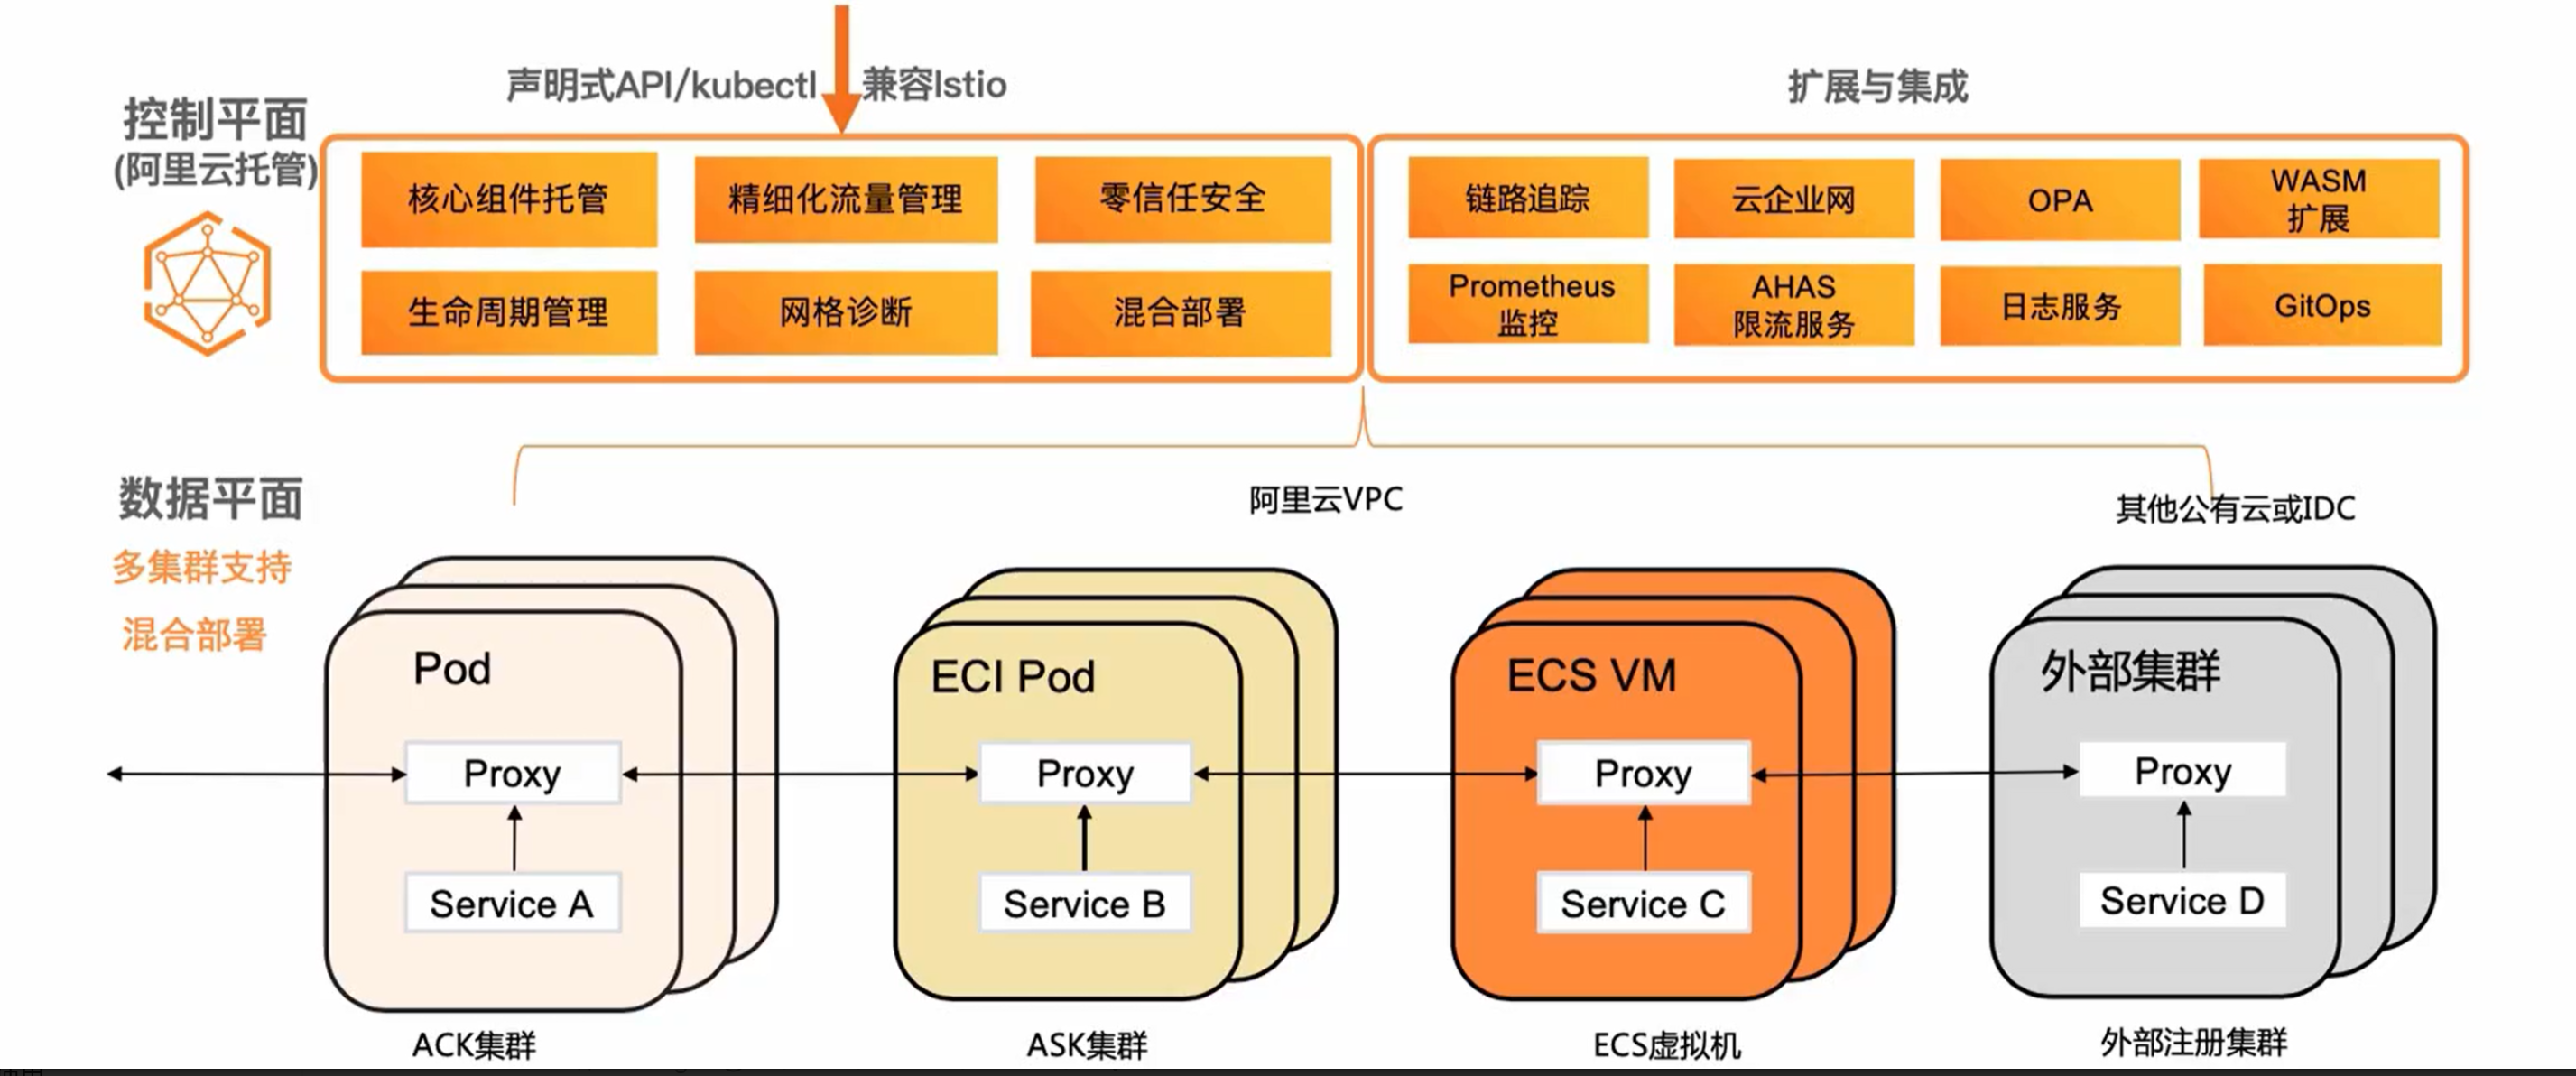 声明式API/kubectl 兼容Istio
扩展与集成
控制平面
(阿里云托管)
核心组件托管
精细化流量管理
零信任安全
链路追踪
云企业网
OPA
WASM
扩展
生命周期管理
网格诊断
混合部署
Prometheus
监控
AHAS
限流服务
日志服务
GitOps
数据平面
多集群支持
混合部署
阿里云VPC
其他公有云或IDC
Pod
ECI Pod
ECS VM
外部集群
Proxy
Proxy
Proxy
Proxy
Service A
Service B
Service C
Service D
ACK集群
ASK集群
ECS虚拟机
外部注册集群